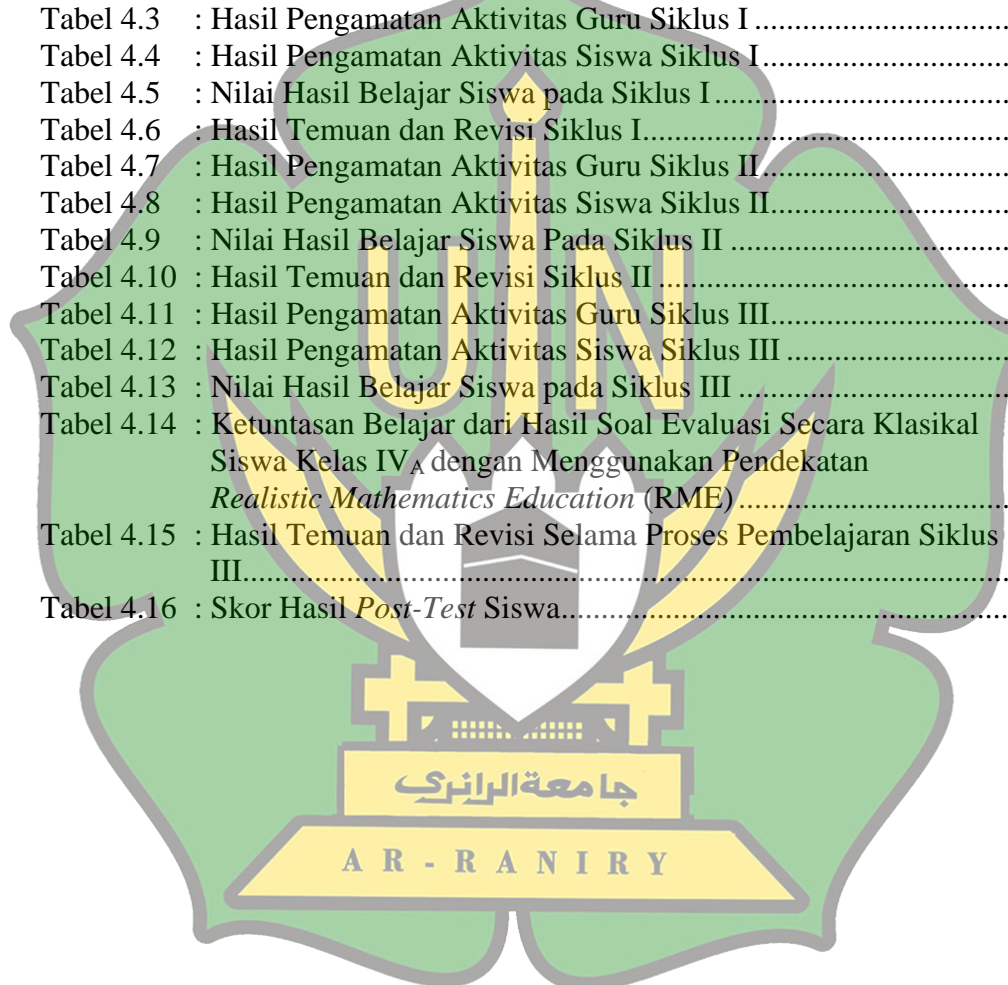 Tabel 4.3 : Hasil Pengamatan Aktivitas Guru Siklus I ................................
Tabel 4.4 : Hasil Pengamatan Aktivitas Siswa Siklus I................................
Tabel 4.5 : Nilai Hasil Belajar Siswa pada Siklus I ................................
Tabel 4.6 : Hasil Temuan dan Revisi Siklus I................................
Tabel 4.7 : Hasil Pengamatan Aktivitas Guru Siklus II ................................
Tabel 4.8 : Hasil Pengamatan Aktivitas Siswa Siklus II................................
Tabel 4.9 : Nilai Hasil Belajar Siswa Pada Siklus II ................................
Tabel 4.10 : Hasil Temuan dan Revisi Siklus II ................................
Tabel 4.11 : Hasil Pengamatan Aktivitas Guru Siklus III................................
Tabel 4.12 : Hasil Pengamatan Aktivitas Siswa Siklus III ................................
Tabel 4.13 : Nilai Hasil Belajar Siswa pada Siklus III ................................
Tabel 4.14 : Ketuntasan Belajar dari Hasil Soal Evaluasi Secara Klasikal
Siswa Kelas IVA dengan Menggunakan Pendekatan
Realistic Mathematics Education (RME) ................................
Tabel 4.15 : Hasil Temuan dan Revisi Selama Proses Pembelajaran Siklus
III................................
Tabel 4.16 : Skor Hasil Post-Test Siswa................................
UIN
جامعةالرانري
AR-RANIRY